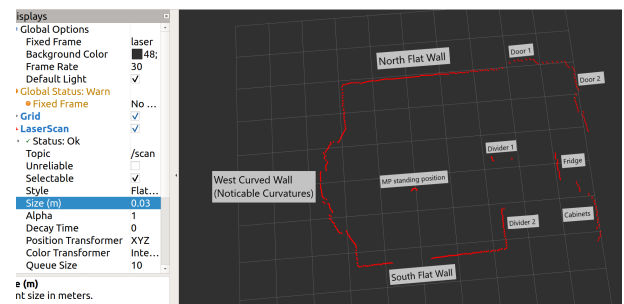 isplays
Global Options
Fixed Frame laser
Background Color 48;
Frame Rate 30
Default Light ✓
Global Status: Warn
Fixed Frame No ...
Grid ✓
LaserScan ✓
✓ Status: Ok
Topic /scan
Unreliable
Selectable ✓
Style Flat...
Size (m) 0.03
Alpha 1
Decay Time 0
Position Transformer XYZ
Color Transformer Inte...
Queue Size 10
e (m)
nt size in meters.
North Flat Wall
Door 1
Door 2
Divider 1
Fridge
West Curved Wall
(Noticable Curvatures)
MP standing position
Divider 2
Cabinets
South Flat Wall